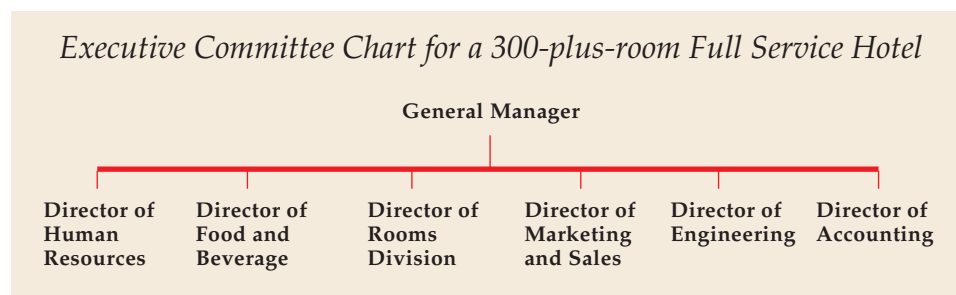 Executive Committee Chart for a 300-plus-room Full Service Hotel
General Manager
Director of
Human
Resources
Director of
Food and
Beverage
Director of
Rooms
Division
Director of
Marketing
and Sales
Director of
Engineering
Director of
Accounting